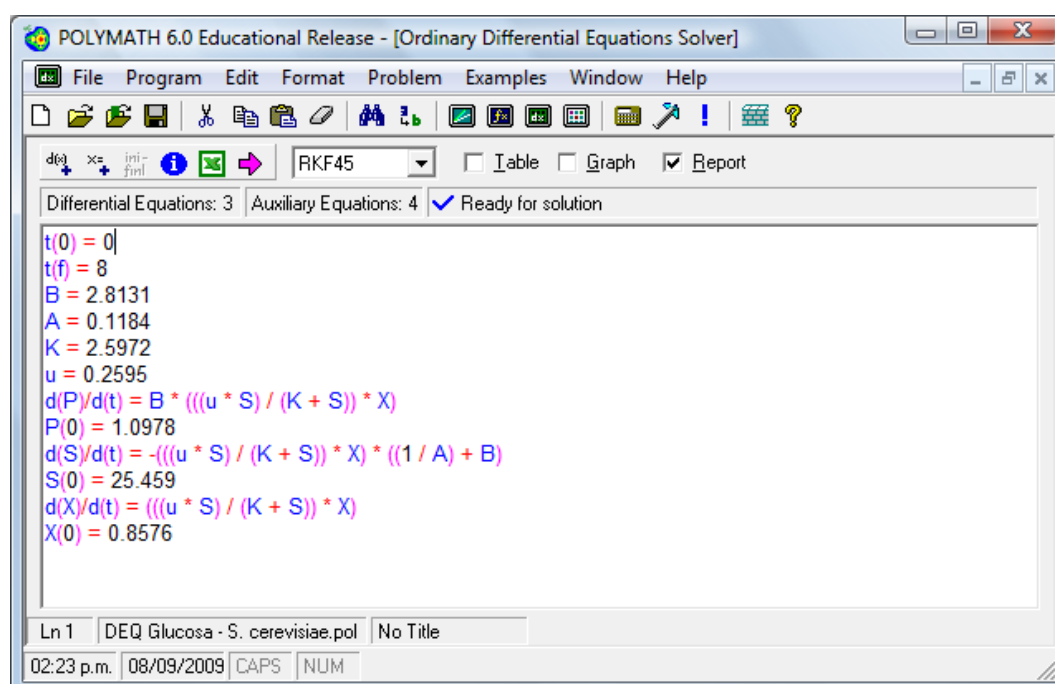 POLYMATH 6.0 Educational Release - [Ordinary Differential Equations Solver]
File Program Edit Format Problem Examples Window Help
d(x) x= ini- finl RKF45 Table Graph Report
Differential Equations: 3 Auxiliary Equations: 4 Ready for solution
t(0) = 0
t(f) = 8
B = 2.8131
A = 0.1184
K = 2.5972
u = 0.2595
d(P)/d(t) = B * (((u * S) / (K + S)) * X)
P(0) = 1.0978
d(S)/d(t) = -(((u * S) / (K + S)) * X) * ((1 / A) + B)
S(0) = 25.459
d(X)/d(t) = (((u * S) / (K + S)) * X)
X(0) = 0.8576
Ln 1 DEQ Glucosa - S. cerevisiae.pol No Title
02:23 p.m. 08/09/2009 CAPS NUM